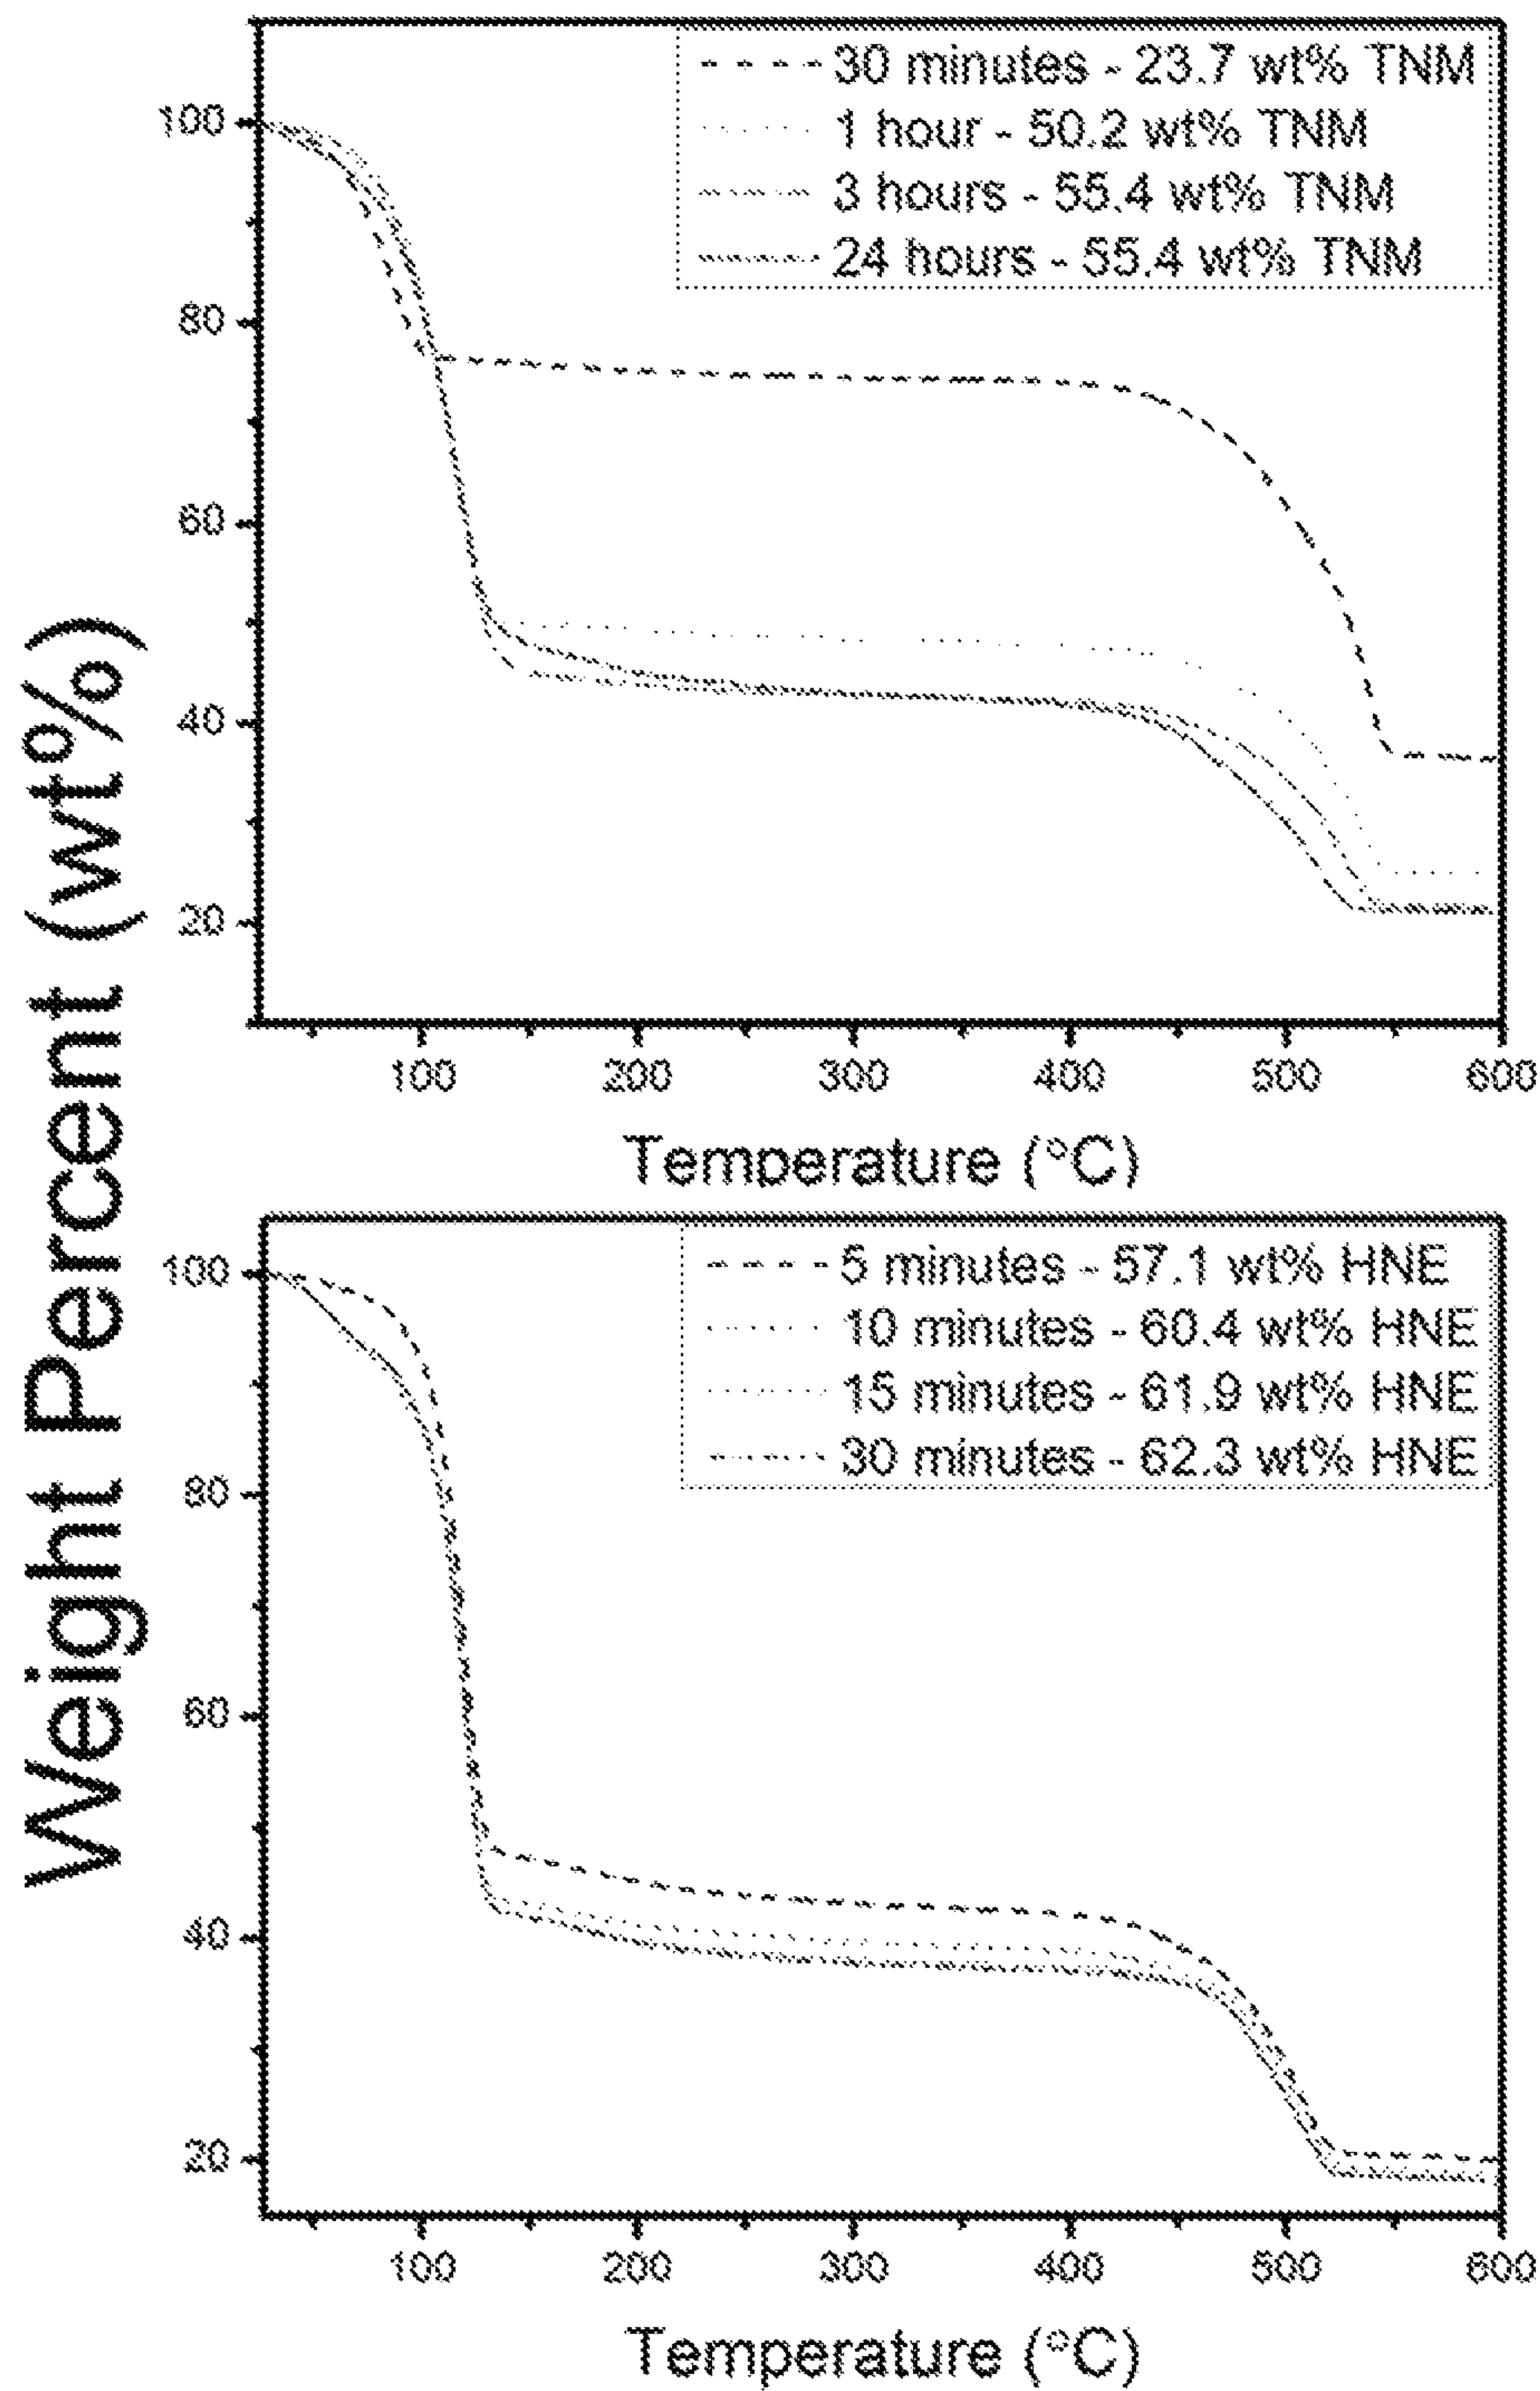 Weight Percent (wt%)
30 minutes - 23.7 wt% TNM
1 hour - 50.2 wt% TNM
3 hours - 55.4 wt% TNM
24 hours - 55.4 wt% TNM
100
80
60
40
20
100 200 300 400 500 600
Temperature (°C)
5 minutes - 57.1 wt% HNE
10 minutes - 60.4 wt% HNE
15 minutes - 61.9 wt% HNE
30 minutes - 62.3 wt% HNE
100
80
60
40
20
100 200 300 400 500 600
Temperature (°C)